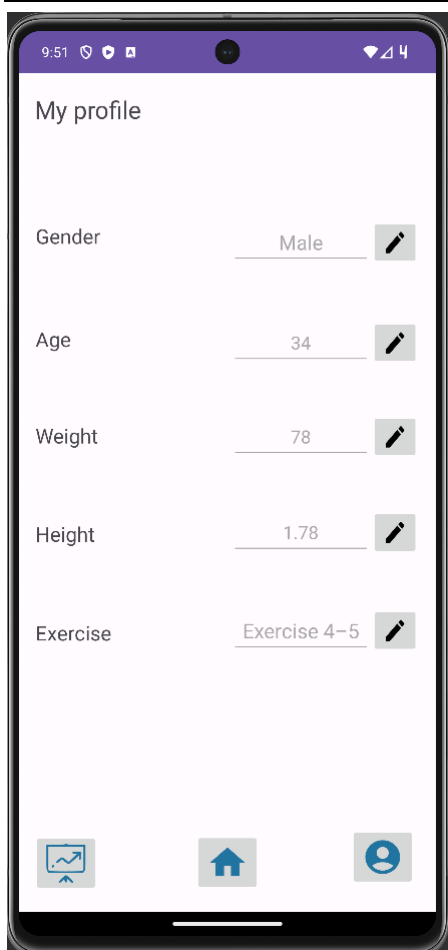 9:51
My profile
Gender Male
Age 34
Weight 78
Height 1.78
Exercise Exercise 4–5